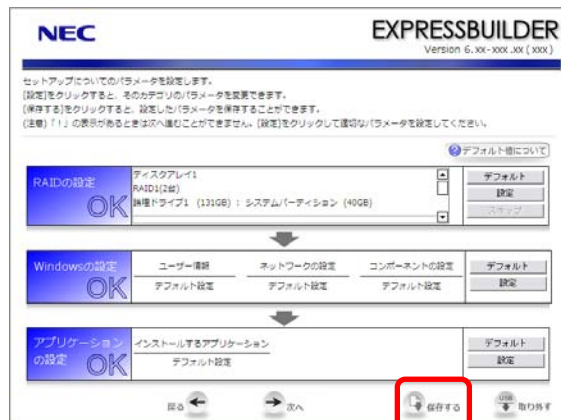 NEC
EXPRESSBUILDER
Version 6.xx-xxx.xx (xxx)
セットアップについてのパラメータを設定します。
[設定]をクリックすると、そのカテゴリのパラメータを変更できます。
[保存する]をクリックすると、設定したパラメータを保存することができます。
(注意)「！」の表示があるときは次へ進むことができません。[設定]をクリックして適切なパラメータを設定してください。
デフォルト値について
RAIDの設定
OK
ディスクアレイ1
RAID1(2台)
論理ドライブ1 (131GB) : システムパーティション (40GB)
デフォルト
設定
スキップ
Windowsの設定
OK
ユーザー情報 ネットワークの設定 コンポーネントの設定
デフォルト設定 デフォルト設定 デフォルト設定
デフォルト
設定
アプリケーション
の設定 OK
インストールするアプリケーション
デフォルト設定
デフォルト
設定
戻る 次へ 保存する USB 取り外す